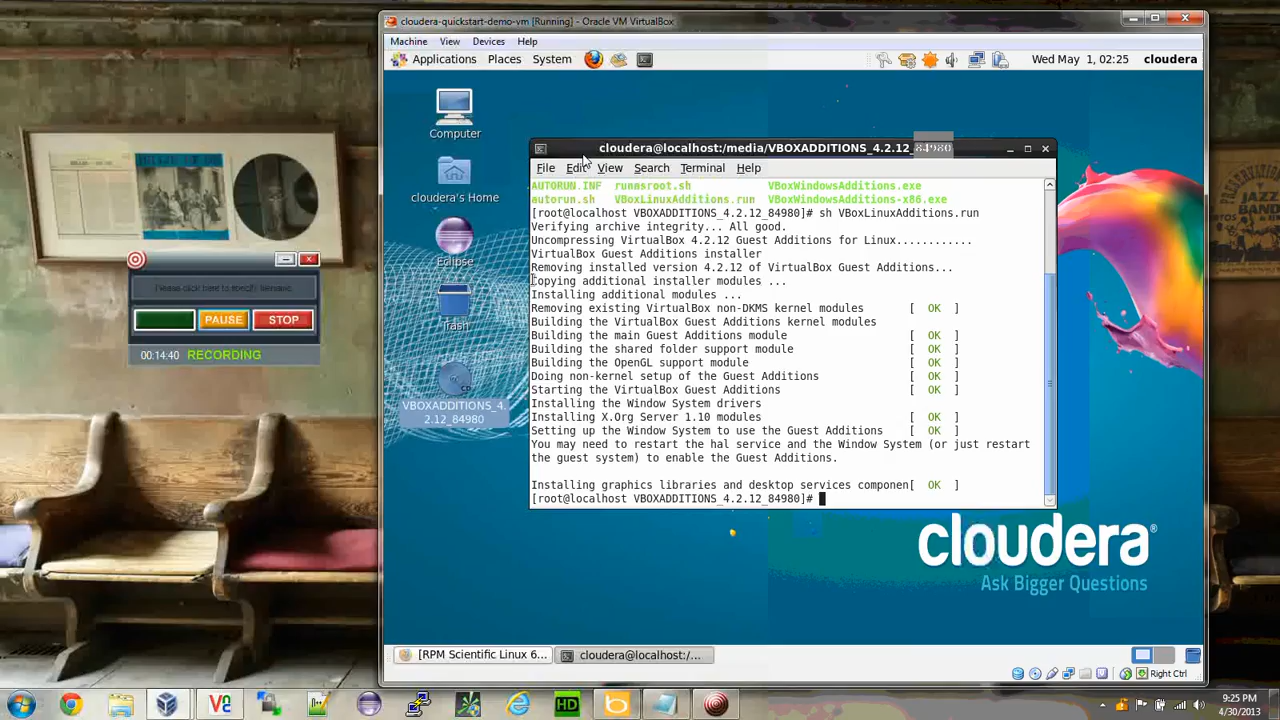 cloudera-quickstart-demo-vm [Running] - Oracle VM VirtualBox
Machine View Devices Help
Applications Places System
Wed May 1, 02:25 cloudera
Computer
cloudera's Home
Eclipse
Trash
VBOXADDITIONS_4.
2.12_84980
cloudera@localhost:/media/VBOXADDITIONS_4.2.12_84980
File Edit View Search Terminal Help
AUTORUN.INF runasroot.sh VBoxWindowsAdditions.exe
autorun.sh VBoxLinuxAdditions.run VBoxWindowsAdditions-x86.exe
[root@localhost VBOXADDITIONS_4.2.12_84980]# sh VBoxLinuxAdditions.run
Verifying archive integrity... All good.
Uncompressing VirtualBox 4.2.12 Guest Additions for Linux............
VirtualBox Guest Additions installer
Removing installed version 4.2.12 of VirtualBox Guest Additions...
Copying additional installer modules ...
Installing additional modules ...
Removing existing VirtualBox non-DKMS kernel modules [ OK ]
Building the VirtualBox Guest Additions kernel modules
Building the main Guest Additions module [ OK ]
Building the shared folder support module [ OK ]
Building the OpenGL support module [ OK ]
Doing non-kernel setup of the Guest Additions [ OK ]
Starting the VirtualBox Guest Additions [ OK ]
Installing the Window System drivers
Installing X.Org Server 1.10 modules [ OK ]
Setting up the Window System to use the Guest Additions [ OK ]
You may need to restart the hal service and the Window System (or just restart
the guest system) to enable the Guest Additions.
Installing graphics libraries and desktop services componen[ OK ]
[root@localhost VBOXADDITIONS_4.2.12_84980]#
cloudera®
Ask Bigger Questions
PAUSE STOP
00:14:40 RECORDING
[RPM Scientific Linux 6... cloudera@localhost:/...
Right Ctrl
HD
9:25 PM
4/30/2013